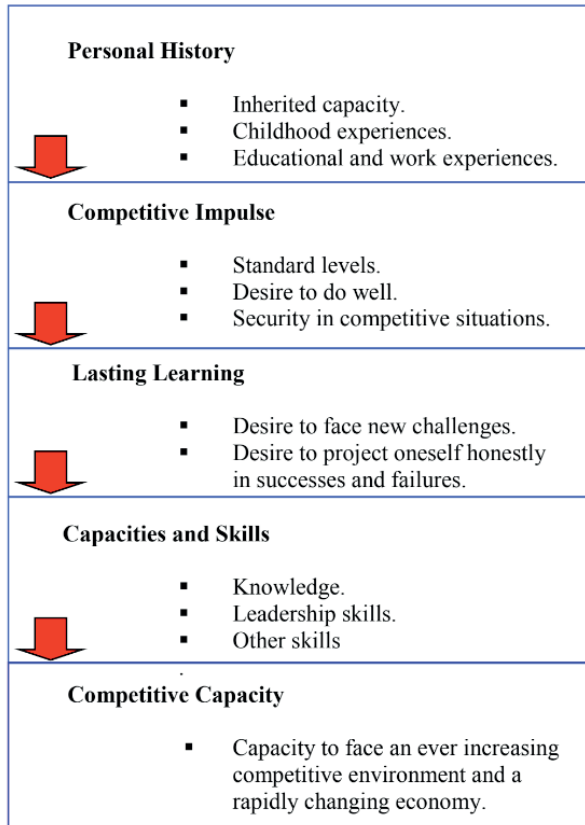 Personal History
▪ Inherited capacity.
▪ Childhood experiences.
▪ Educational and work experiences.
Competitive Impulse
▪ Standard levels.
▪ Desire to do well.
▪ Security in competitive situations.
Lasting Learning
▪ Desire to face new challenges.
▪ Desire to project oneself honestly
in successes and failures.
Capacities and Skills
▪ Knowledge.
▪ Leadership skills.
▪ Other skills
.
Competitive Capacity
▪ Capacity to face an ever increasing
competitive environment and a
rapidly changing economy.